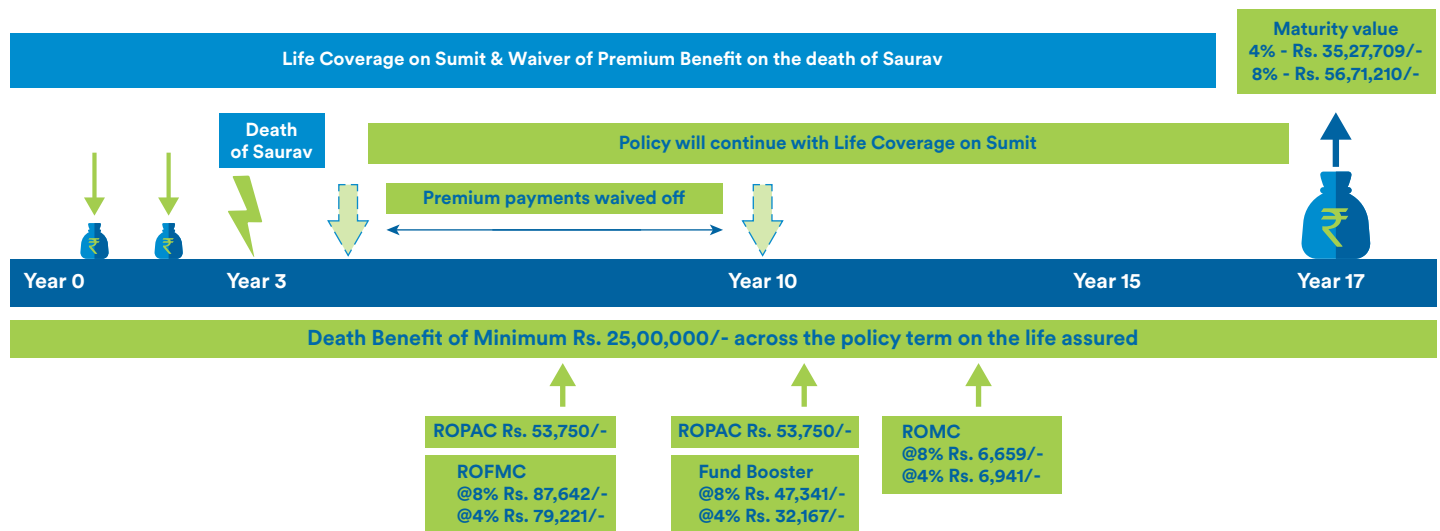 Life Coverage on Sumit & Waiver of Premium Benefit on the death of Saurav
Maturity value
4% - Rs. 35,27,709/-
8% - Rs. 56,71,210/-
Death
of Saurav
Policy will continue with Life Coverage on Sumit
Premium payments waived off
₹
₹
₹
Year 0
Year 3
Year 10
Year 15
Year 17
Death Benefit of Minimum Rs. 25,00,000/- across the policy term on the life assured
ROPAC Rs. 53,750/-
ROFMC
@8% Rs. 87,642/-
@4% Rs. 79,221/-
ROPAC Rs. 53,750/-
Fund Booster
@8% Rs. 47,341/-
@4% Rs. 32,167/-
ROMC
@8% Rs. 6,659/-
@4% Rs. 6,941/-